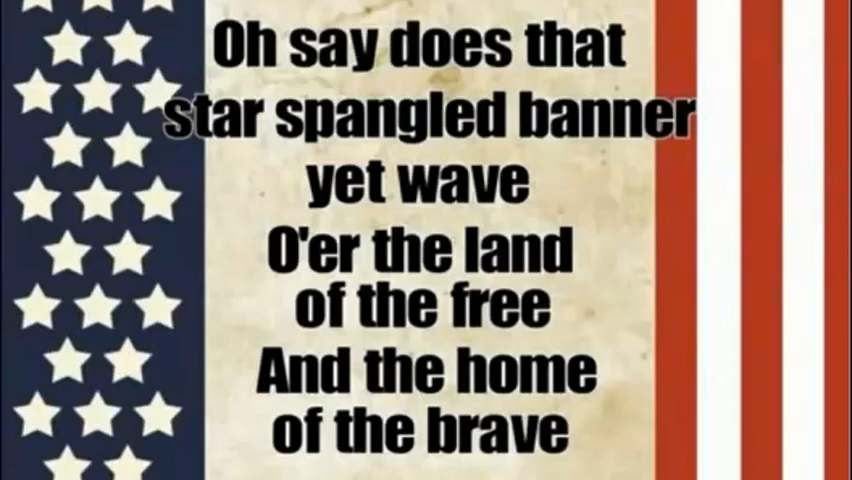 Oh say does that
star spangled banner
yet wave
O'er the land
of the free
And the home
of the brave